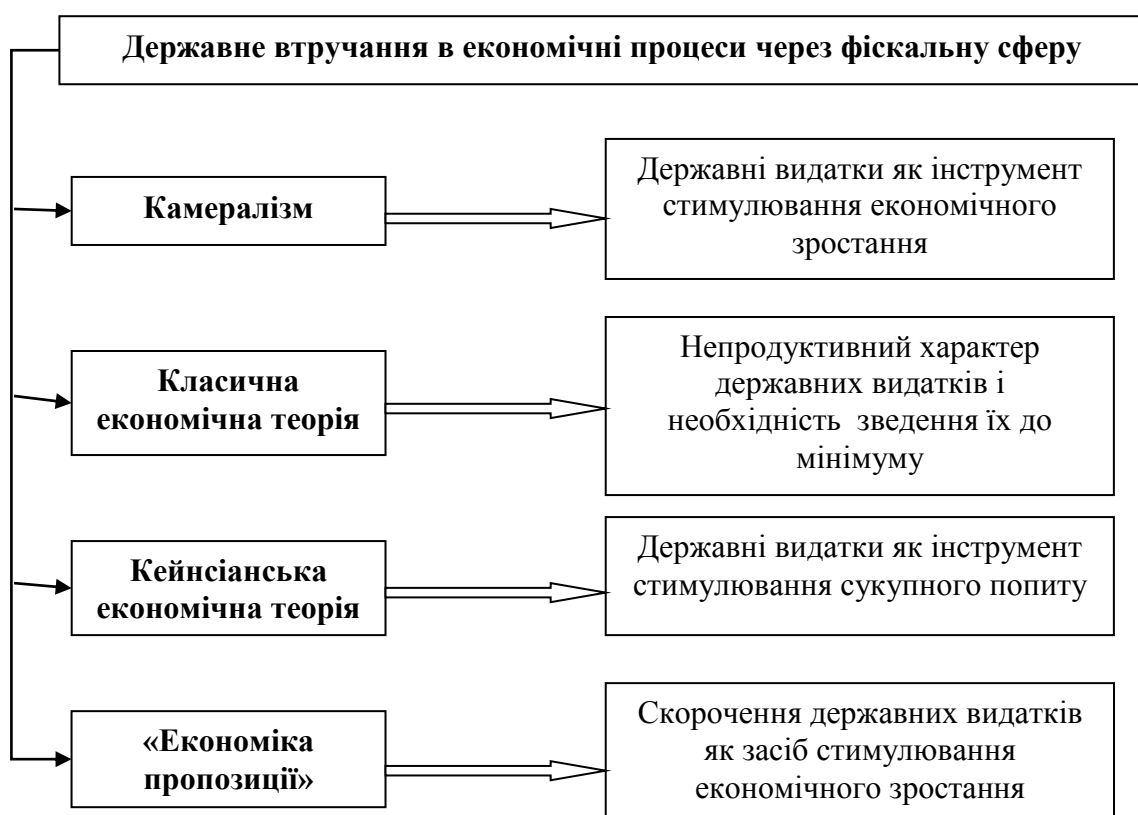 Державне втручання в економічні процеси через фіскальну сферу
Камералізм
Державні видатки як інструмент
стимулювання економічного
зростання
Класична
економічна теорія
Непродуктивний характер
державних видатків і
необхідність зведення їх до
мінімуму
Кейнсіанська
економічна теорія
Державні видатки як інструмент
стимулювання сукупного попиту
«Економіка
пропозиції»
Скорочення державних видатків
як засіб стимулювання
економічного зростання